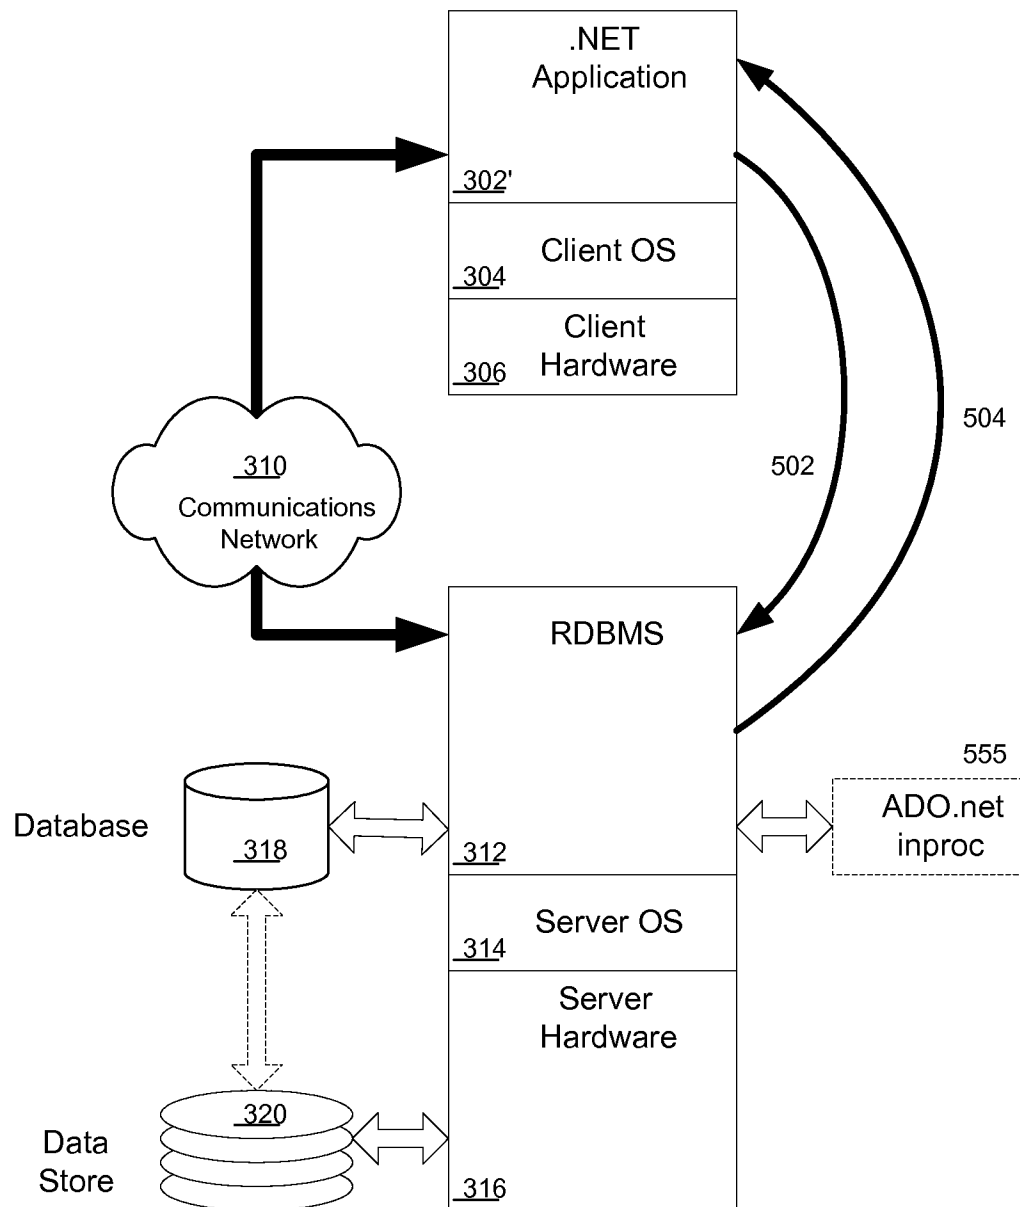 .NET
Application
302'
Client OS
304
Client
Hardware
306
504
502
310
Communications
Network
RDBMS
555
ADO.net
inproc
Database
318
312
Server OS
314
Server
Hardware
320
Data
Store
316